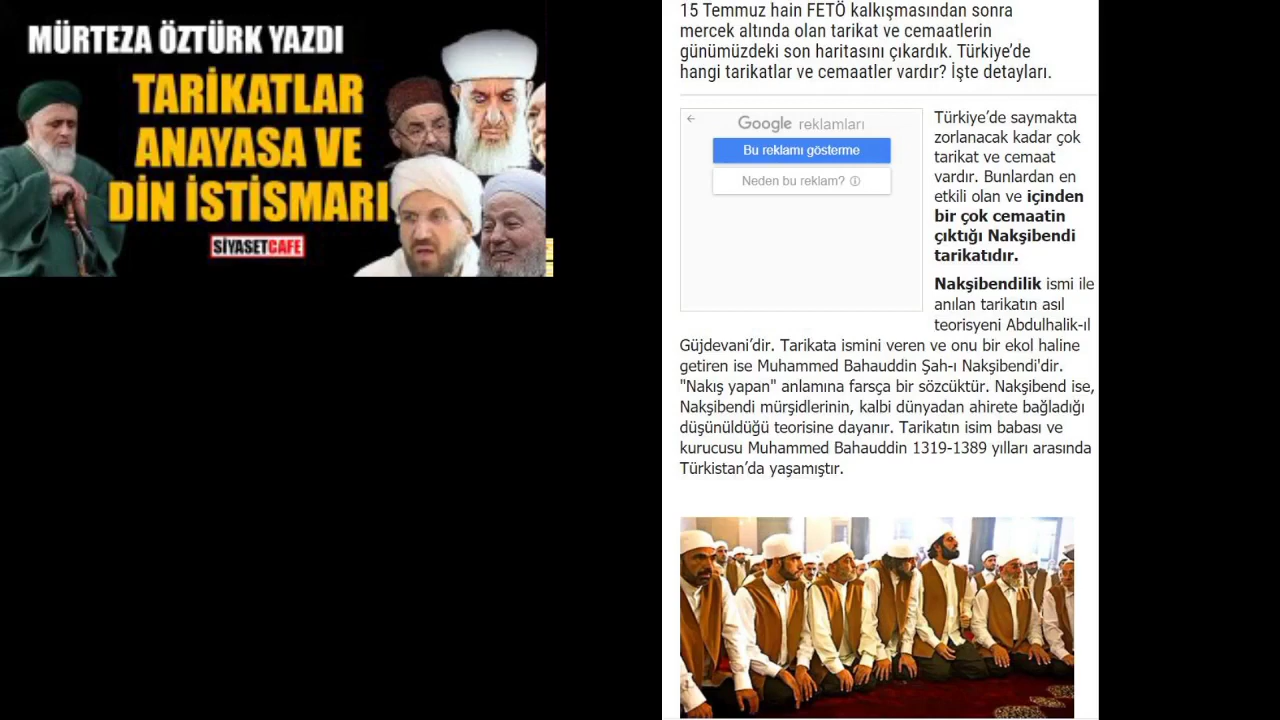 MÜRTEZA ÖZTÜRK YAZDI
TARİKATLAR
ANAYASA VE
DİN İSTİSMARI
SİYASETCAFE
15 Temmuz hain FETÖ kalkışmasından sonra
mercek altında olan tarikat ve cemaatlerin
günümüzdeki son haritasını çıkardık. Türkiye’de
hangi tarikatlar ve cemaatler vardır? İşte detayları.
Google reklamları
Bu reklamı gösterme
Neden bu reklam?
Türkiye’de saymakta
zorlanacak kadar çok
tarikat ve cemaat
vardır. Bunlardan en
etkili olan ve içinden
bir çok cemaatin
çıktığı Nakşibendi
tarikatıdır.
Nakşibendilik ismi ile
anılan tarikatın asıl
teorisyeni Abdulhalik-ıl
Güjdevani’dir. Tarikata ismini veren ve onu bir ekol haline
getiren ise Muhammed Bahauddin Şah-ı Nakşibendi'dir.
"Nakış yapan" anlamına farsça bir sözcüktür. Nakşibend ise,
Nakşibendi mürşidlerinin, kalbi dünyadan ahirete bağladığı
düşünüldüğü teorisine dayanır. Tarikatın isim babası ve
kurucusu Muhammed Bahauddin 1319-1389 yılları arasında
Türkistan’da yaşamıştır.